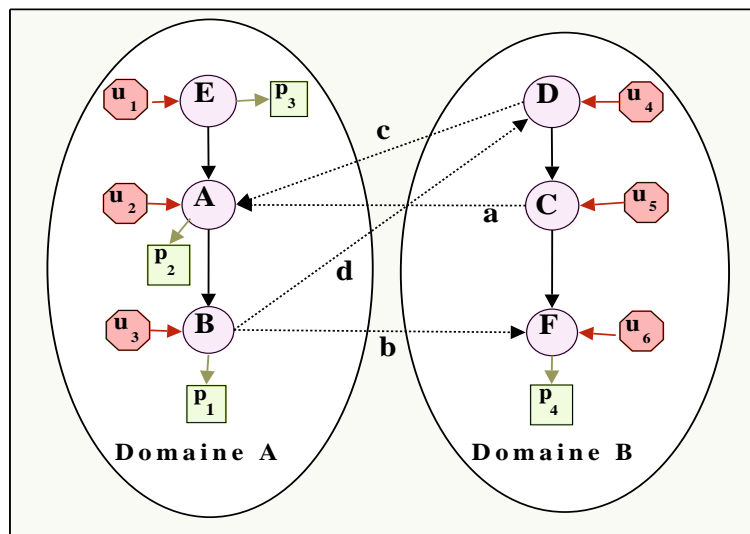 u1 E p3 D u4
c
u2 A C u5
a
p2 d
u3 B F u6
b
p1 p4
Domaine A Domaine B